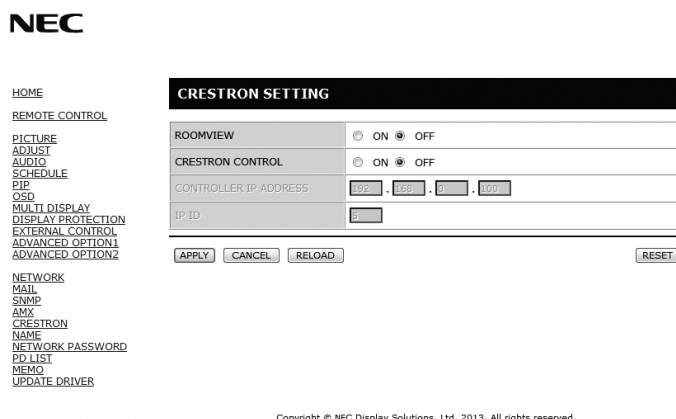 NEC
HOME
REMOTE CONTROL
PICTURE
ADJUST
AUDIO
SCHEDULE
PIP
OSD
MULTI DISPLAY
DISPLAY PROTECTION
EXTERNAL CONTROL
ADVANCED OPTION1
ADVANCED OPTION2
NETWORK
MAIL
SNMP
AMX
CRESTRON
NAME
NETWORK PASSWORD
PD LIST
MEMO
UPDATE DRIVER
CRESTRON SETTING
ROOMVIEW ON OFF
CRESTRON CONTROL ON OFF
CONTROLLER IP ADDRESS 192 . 168 . 0 . 100
IP ID 5
APPLY CANCEL RELOAD RESET
Copyright © NEC Display Solutions, Ltd. 2013. All rights reserved.